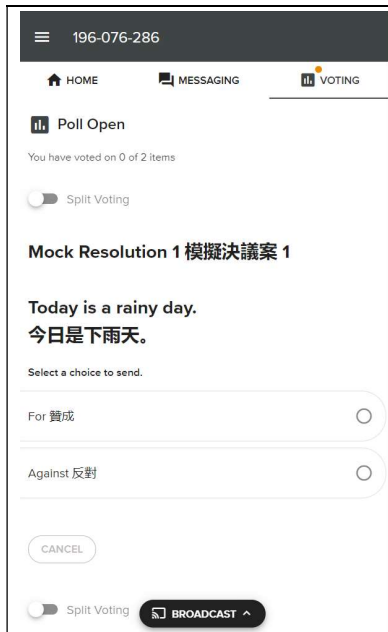 196-076-286
HOME MESSAGING VOTING
Poll Open
You have voted on 0 of 2 items
Split Voting
Mock Resolution 1 模擬決議案 1
Today is a rainy day.
今日是下雨天。
Select a choice to send.
For 贊成
Against 反對
CANCEL
Split Voting BROADCAST